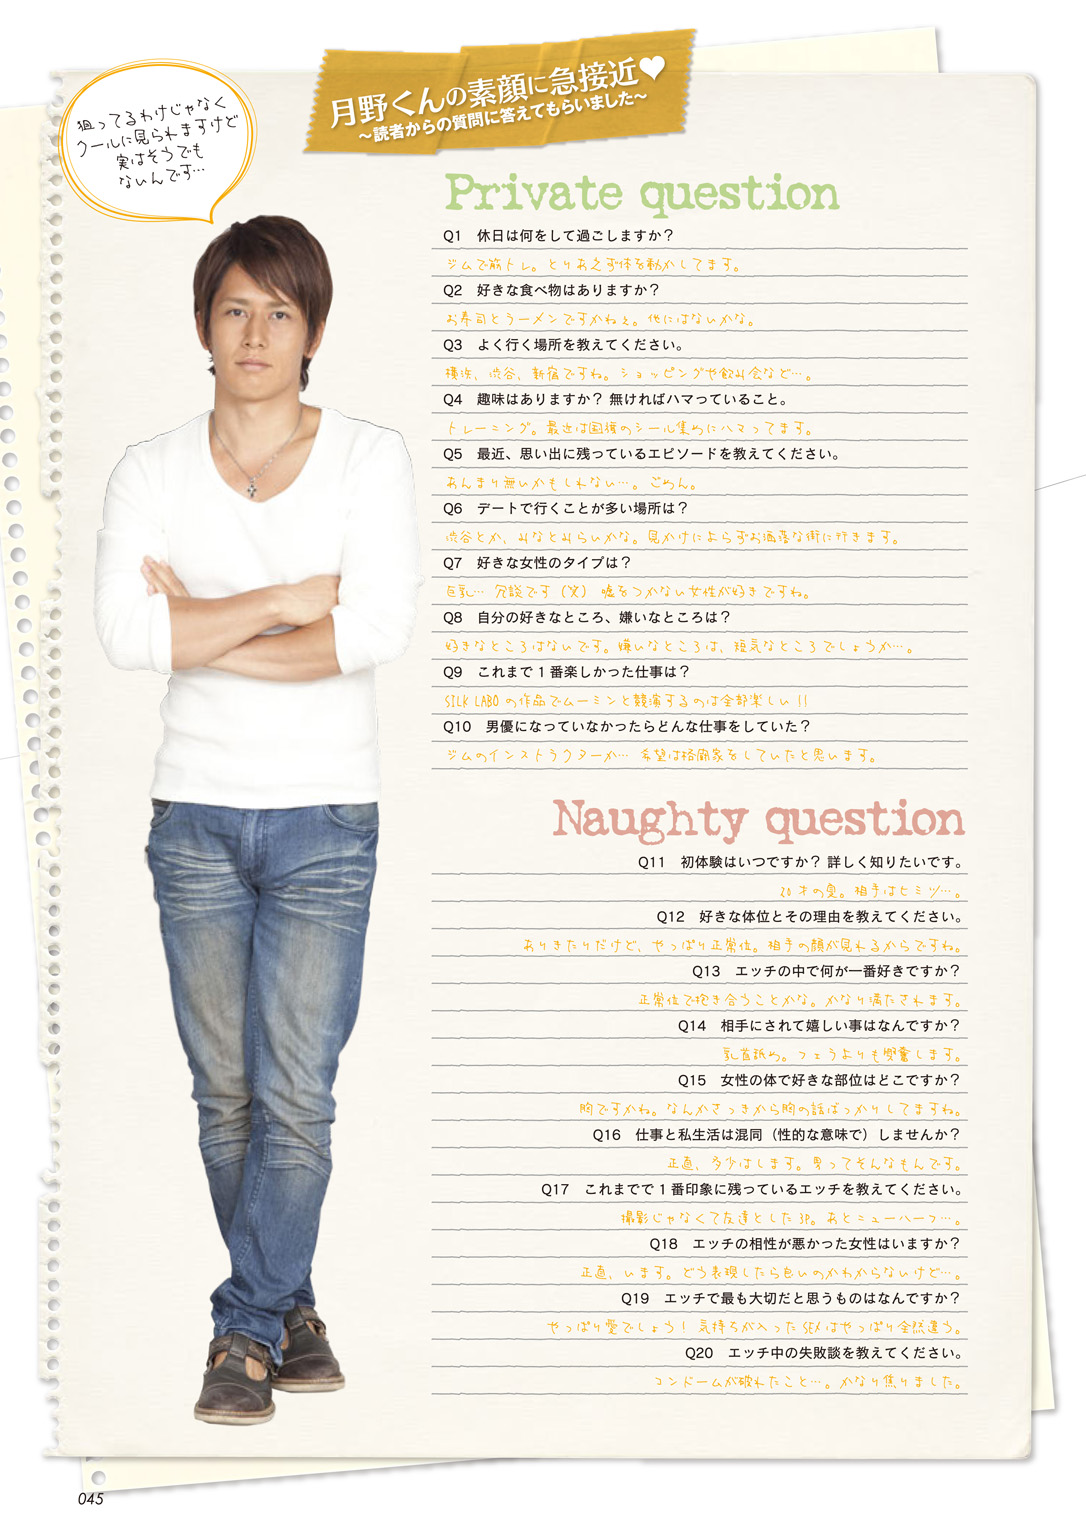 月野くんの素顔に急接近♥
~読者からの質問に答えてもらいました~
狙ってるわけじゃなく
クールに見られますけど
実はそうでも
ないんです…
Private question
Q1 休日は何をして過ごしますか？
ジムで筋トレ。とりあえず体を動かしてます。
Q2 好きな食べ物はありますか？
お寿司とラーメンですかねぇ。他にはないかな。
Q3 よく行く場所を教えてください。
横浜、渋谷、新宿ですね。ショッピングや飲み会など…。
Q4 趣味はありますか？ 無ければハマっていること。
トレーニング。最近は国猫のシール集めにハマってます。
Q5 最近、思い出に残っているエピソードを教えてください。
あんまり無いかもしれない…。ごめん。
Q6 デートで行くことが多い場所は？
渋谷とか、みなとみらいかな。見かけによらずお洒落な街に行きます。
Q7 好きな女性のタイプは？
巨乳… 冗談です（笑） 嘘をつかない女性が好きですね。
Q8 自分の好きなところ、嫌いなところは？
好きなところはないです。嫌いなところは、短気なところでしょうか…。
Q9 これまで1番楽しかった仕事は？
SILK LABO の作品でムーミンと競演するのは全部楽しい!!
Q10 男優になっていなかったらどんな仕事をしていた？
ジムのインストラクターか… 希望は格闘家をしていたと思います。
Naughty question
Q11 初体験はいつですか？ 詳しく知りたいです。
20才の夏。相手はヒミツ…。
Q12 好きな体位とその理由を教えてください。
ありきたりだけど、やっぱり正常位。相手の顔が見れるからですね。
Q13 エッチの中で何が一番好きですか？
正常位で抱き合うことかな。かなり満たされます。
Q14 相手にされて嬉しい事はなんですか？
乳首舐め。フェラよりも興奮します。
Q15 女性の体で好きな部位はどこですか？
胸ですかね。なんかさっきから胸の話ばっかりしてますね。
Q16 仕事と私生活は混同（性的な意味で）しませんか？
正直、多少はします。男ってそんなもんです。
Q17 これまでで1番印象に残っているエッチを教えてください。
撮影じゃなくて友達とした3P。あとニューハーフ…。
Q18 エッチの相性が悪かった女性はいますか？
正直、います。どう表現したら良いのかわからないけど…。
Q19 エッチで最も大切だと思うものはなんですか？
やっぱり愛でしょう！ 気持ちが入ったSEXはやっぱり全然違う。
Q20 エッチ中の失敗談を教えてください。
コンドームが破れたこと…。かなり焦りました。
045